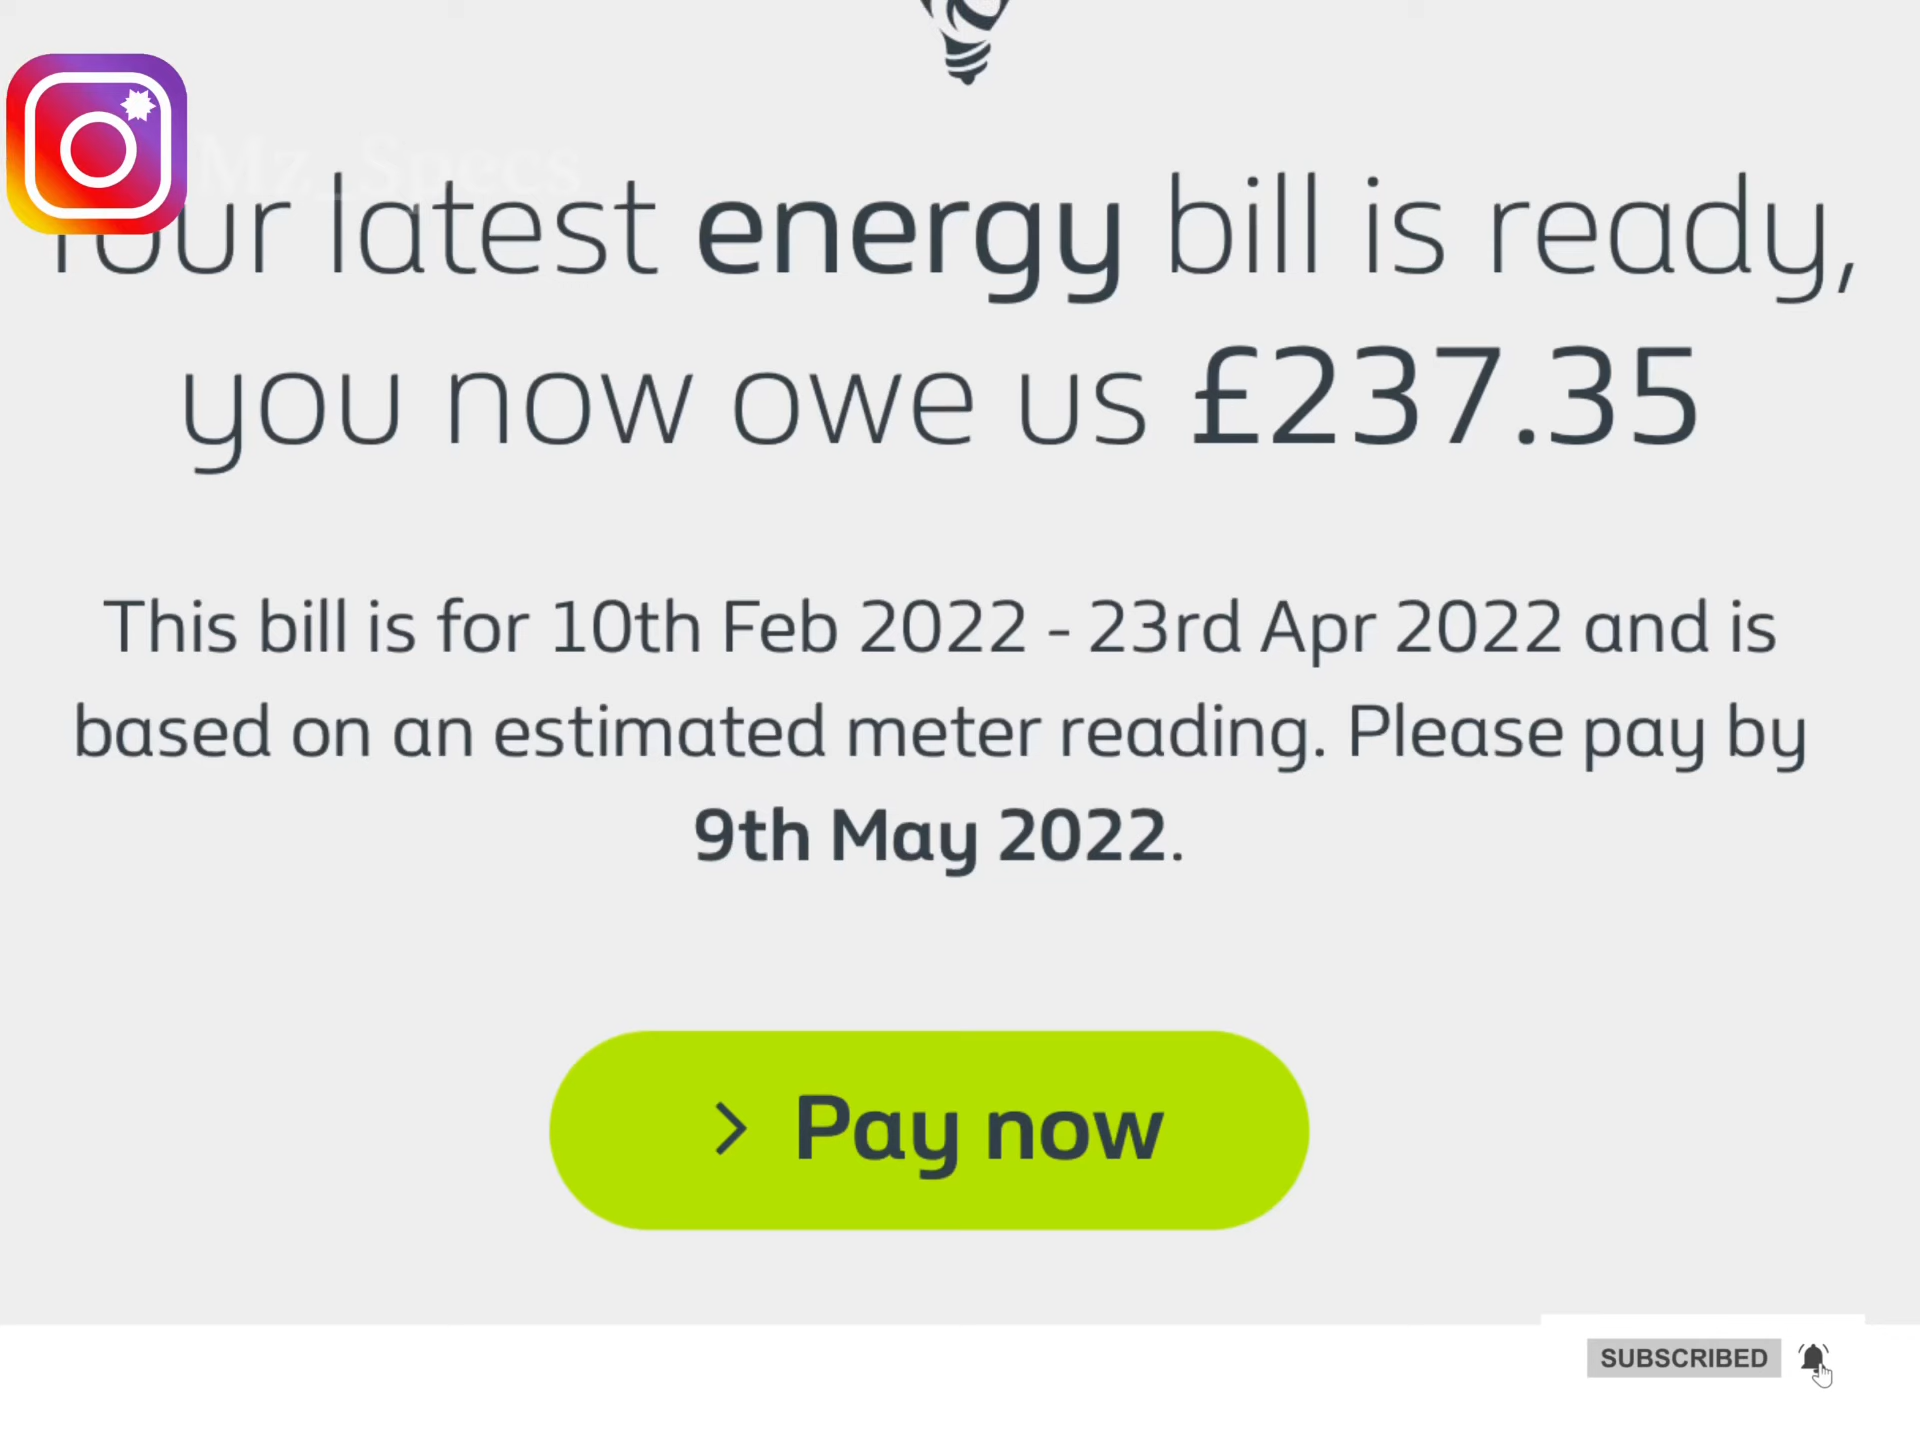 Mz_Specs
Your latest energy bill is ready,
you now owe us £237.35
This bill is for 10th Feb 2022 - 23rd Apr 2022 and is
based on an estimated meter reading. Please pay by
9th May 2022.
> Pay now
SUBSCRIBED